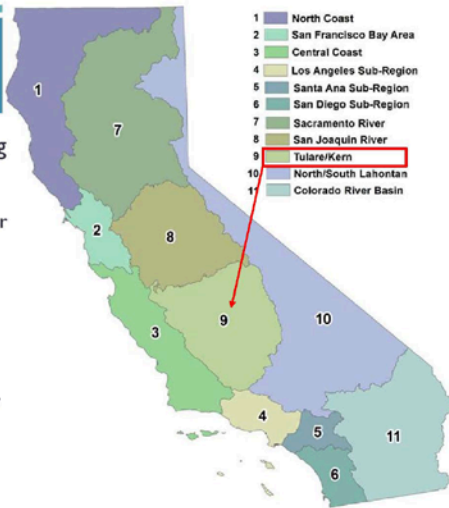 1 North Coast
2 San Francisco Bay Area
3 Central Coast
4 Los Angeles Sub-Region
5 Santa Ana Sub-Region
6 San Diego Sub-Region
7 Sacramento River
8 San Joaquin River
9 Tulare/Kern
10 North/South Lahontan
11 Colorado River Basin
1
7
g
r
2
8
9
10
3
4
5
11
6